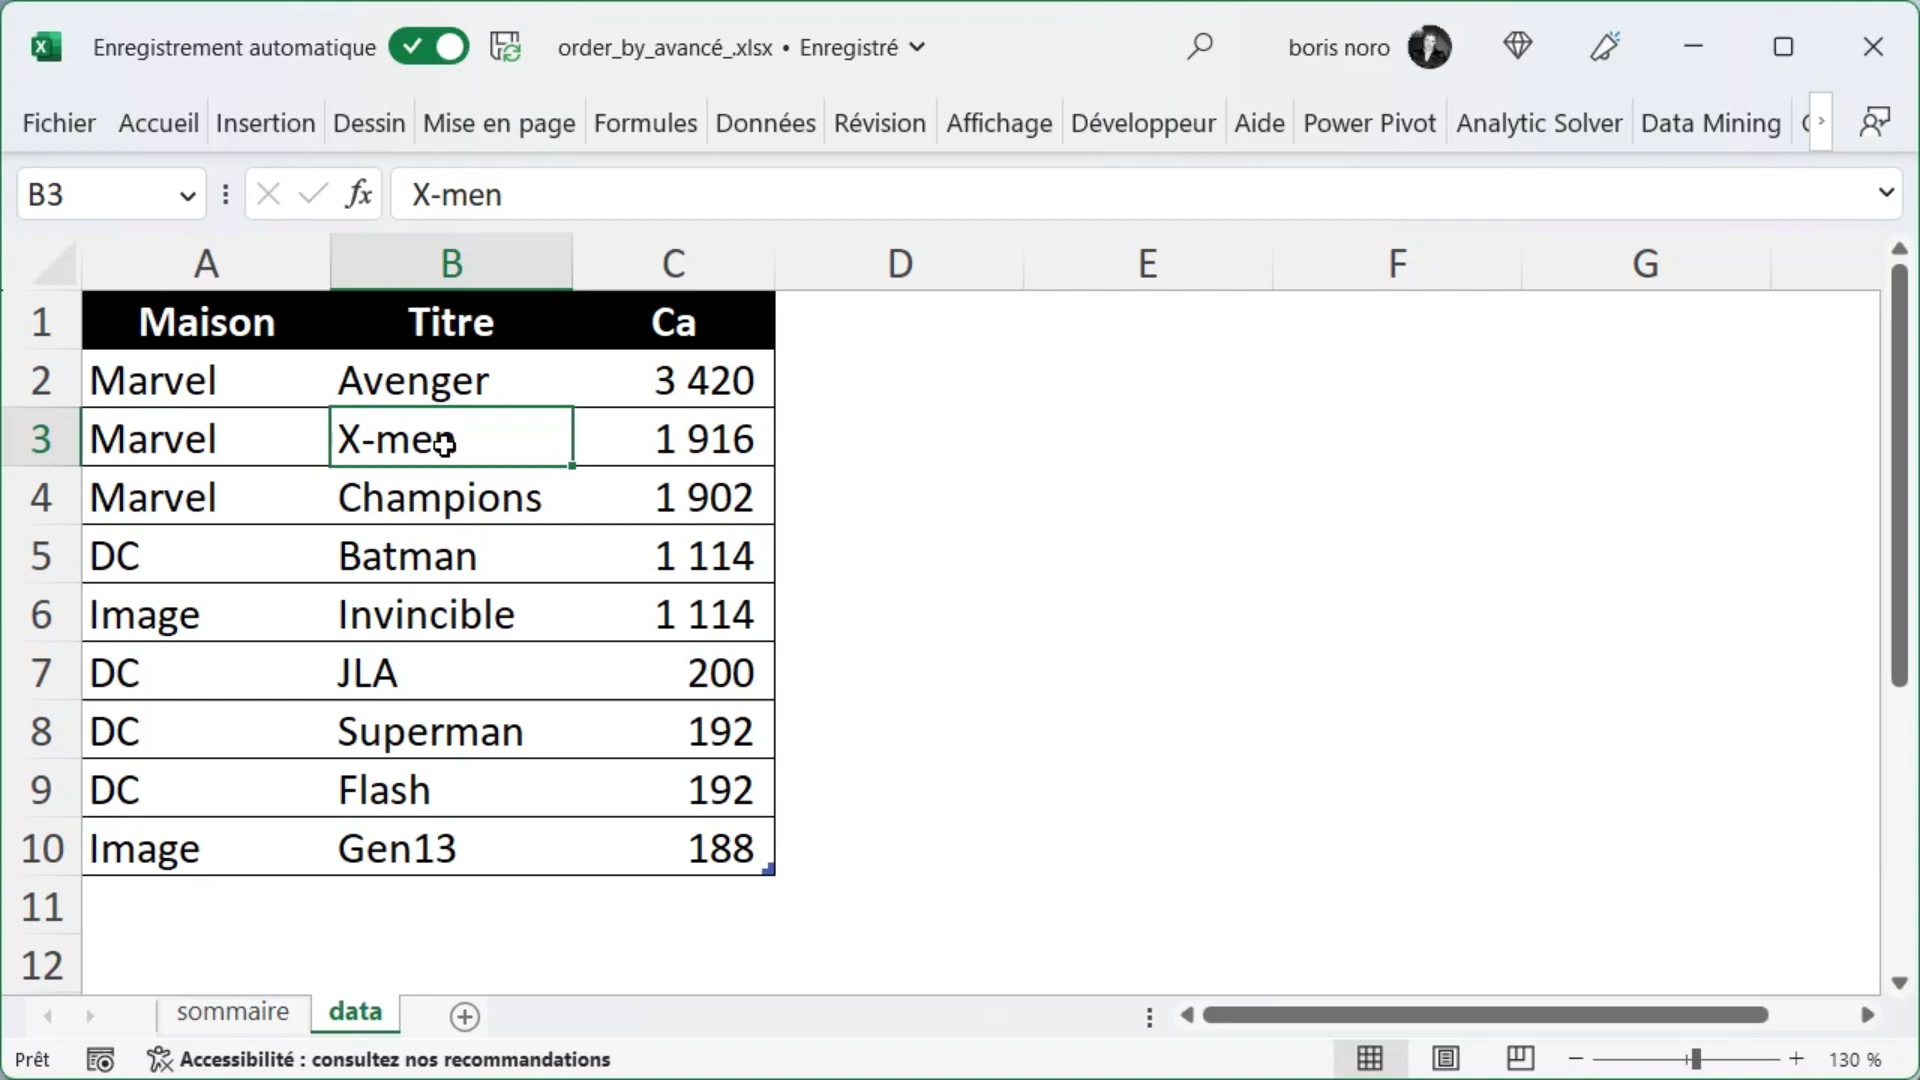 Enregistrement automatique order_by_avancé_.xlsx • Enregistré boris noro
Fichier Accueil Insertion Dessin Mise en page Formules Données Révision Affichage Développeur Aide Power Pivot Analytic Solver Data Mining
B3 fx X-men
A B C D E F G
1 Maison Titre Ca
2 Marvel Avenger 3 420
3 Marvel X-men 1 916
4 Marvel Champions 1 902
5 DC Batman 1 114
6 Image Invincible 1 114
7 DC JLA 200
8 DC Superman 192
9 DC Flash 192
10 Image Gen13 188
11
12
sommaire data
Prêt Accessibilité : consultez nos recommandations 130 %